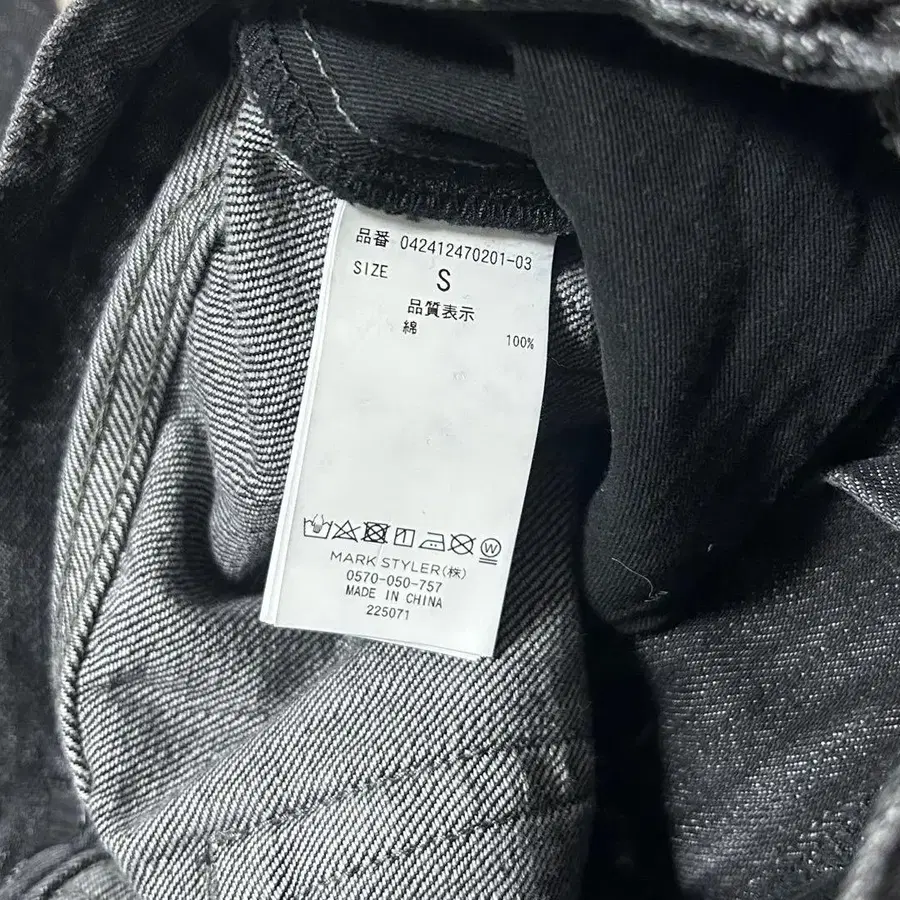 品番 042412470201-03
SIZE S
品質表示
綿 100%
W
MARK STYLER(株)
0570-050-757
MADE IN CHINA
225071